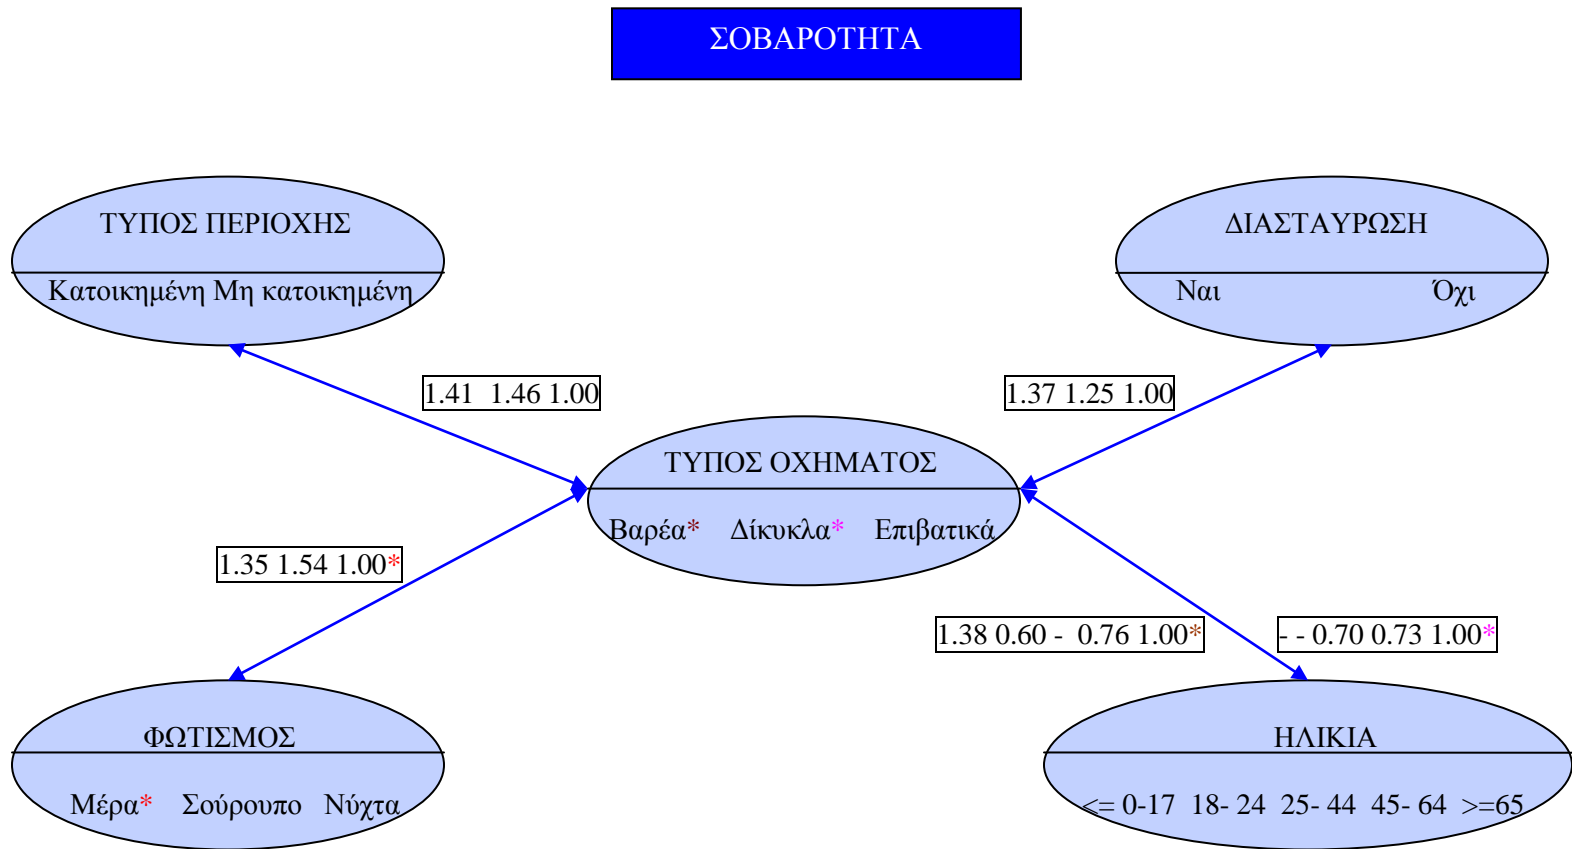 ΣΟΒΑΡΟΤΗΤΑ
ΤΥΠΟΣ ΠΕΡΙΟΧΗΣ
Κατοικημένη Μη κατοικημένη
ΔΙΑΣΤΑΥΡΩΣΗ
Ναι Όχι
1.41 1.46 1.00
1.37 1.25 1.00
ΤΥΠΟΣ ΟΧΗΜΑΤΟΣ
Βαρέα* Δίκυκλα* Επιβατικά
1.35 1.54 1.00*
1.38 0.60 - 0.76 1.00*
- - 0.70 0.73 1.00*
ΦΩΤΙΣΜΟΣ
Μέρα* Σούρουπο Νύχτα
ΗΛΙΚΙΑ
<= 0-17 18- 24 25- 44 45- 64 >=65